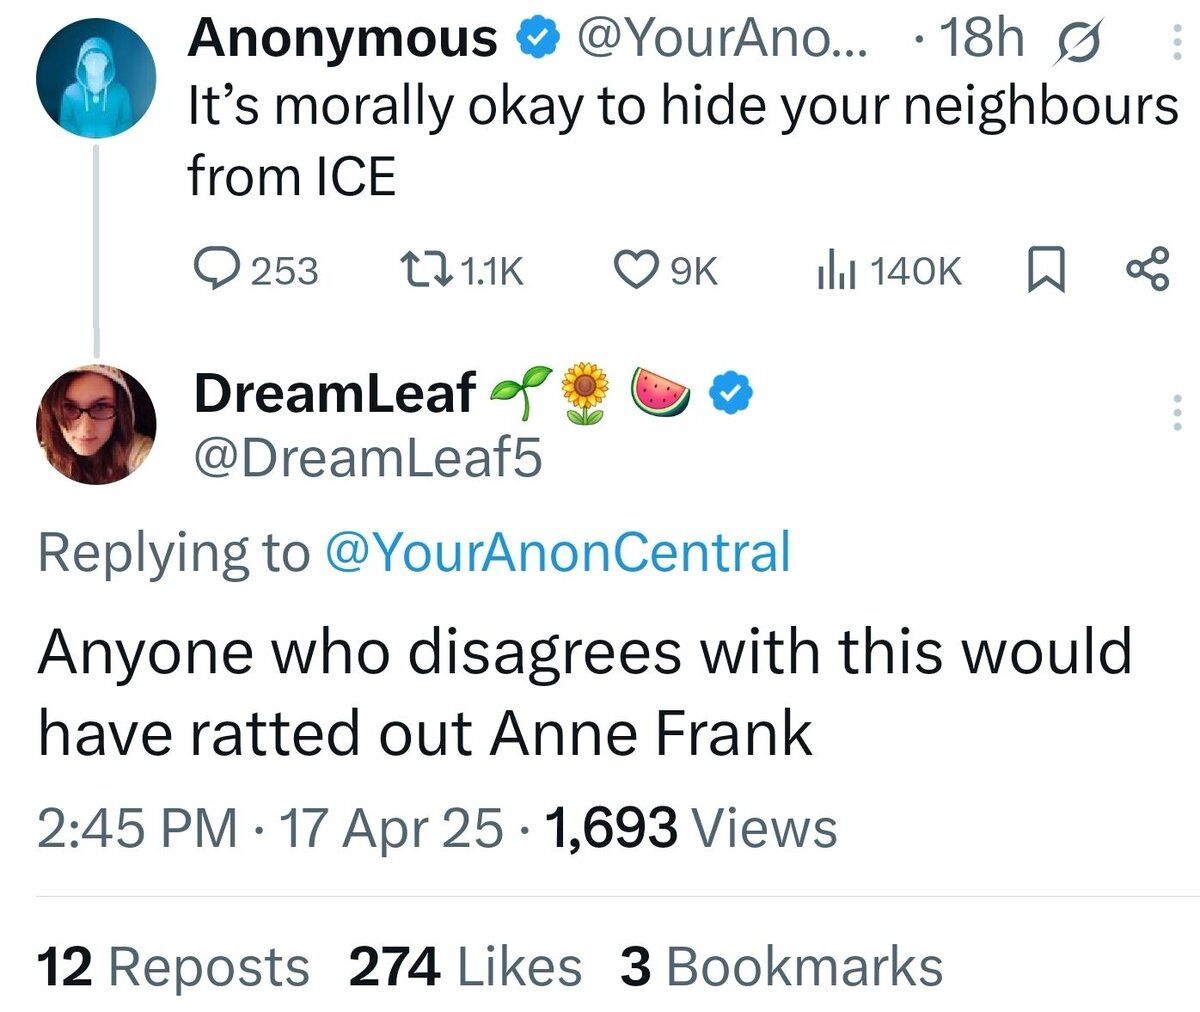 Anonymous @YourAno... · 18h
It’s morally okay to hide your neighbours
from ICE
253 1.1K 9K 140K
DreamLeaf
@DreamLeaf5
Replying to @YourAnonCentral
Anyone who disagrees with this would
have ratted out Anne Frank
2:45 PM · 17 Apr 25 · 1,693 Views
12 Reposts 274 Likes 3 Bookmarks